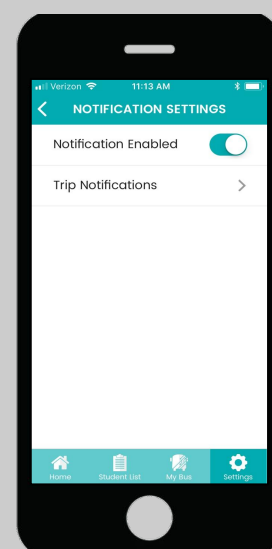 Verizon 11:13 AM
NOTIFICATION SETTINGS
Notification Enabled
Trip Notifications
Home Student List My Bus Settings